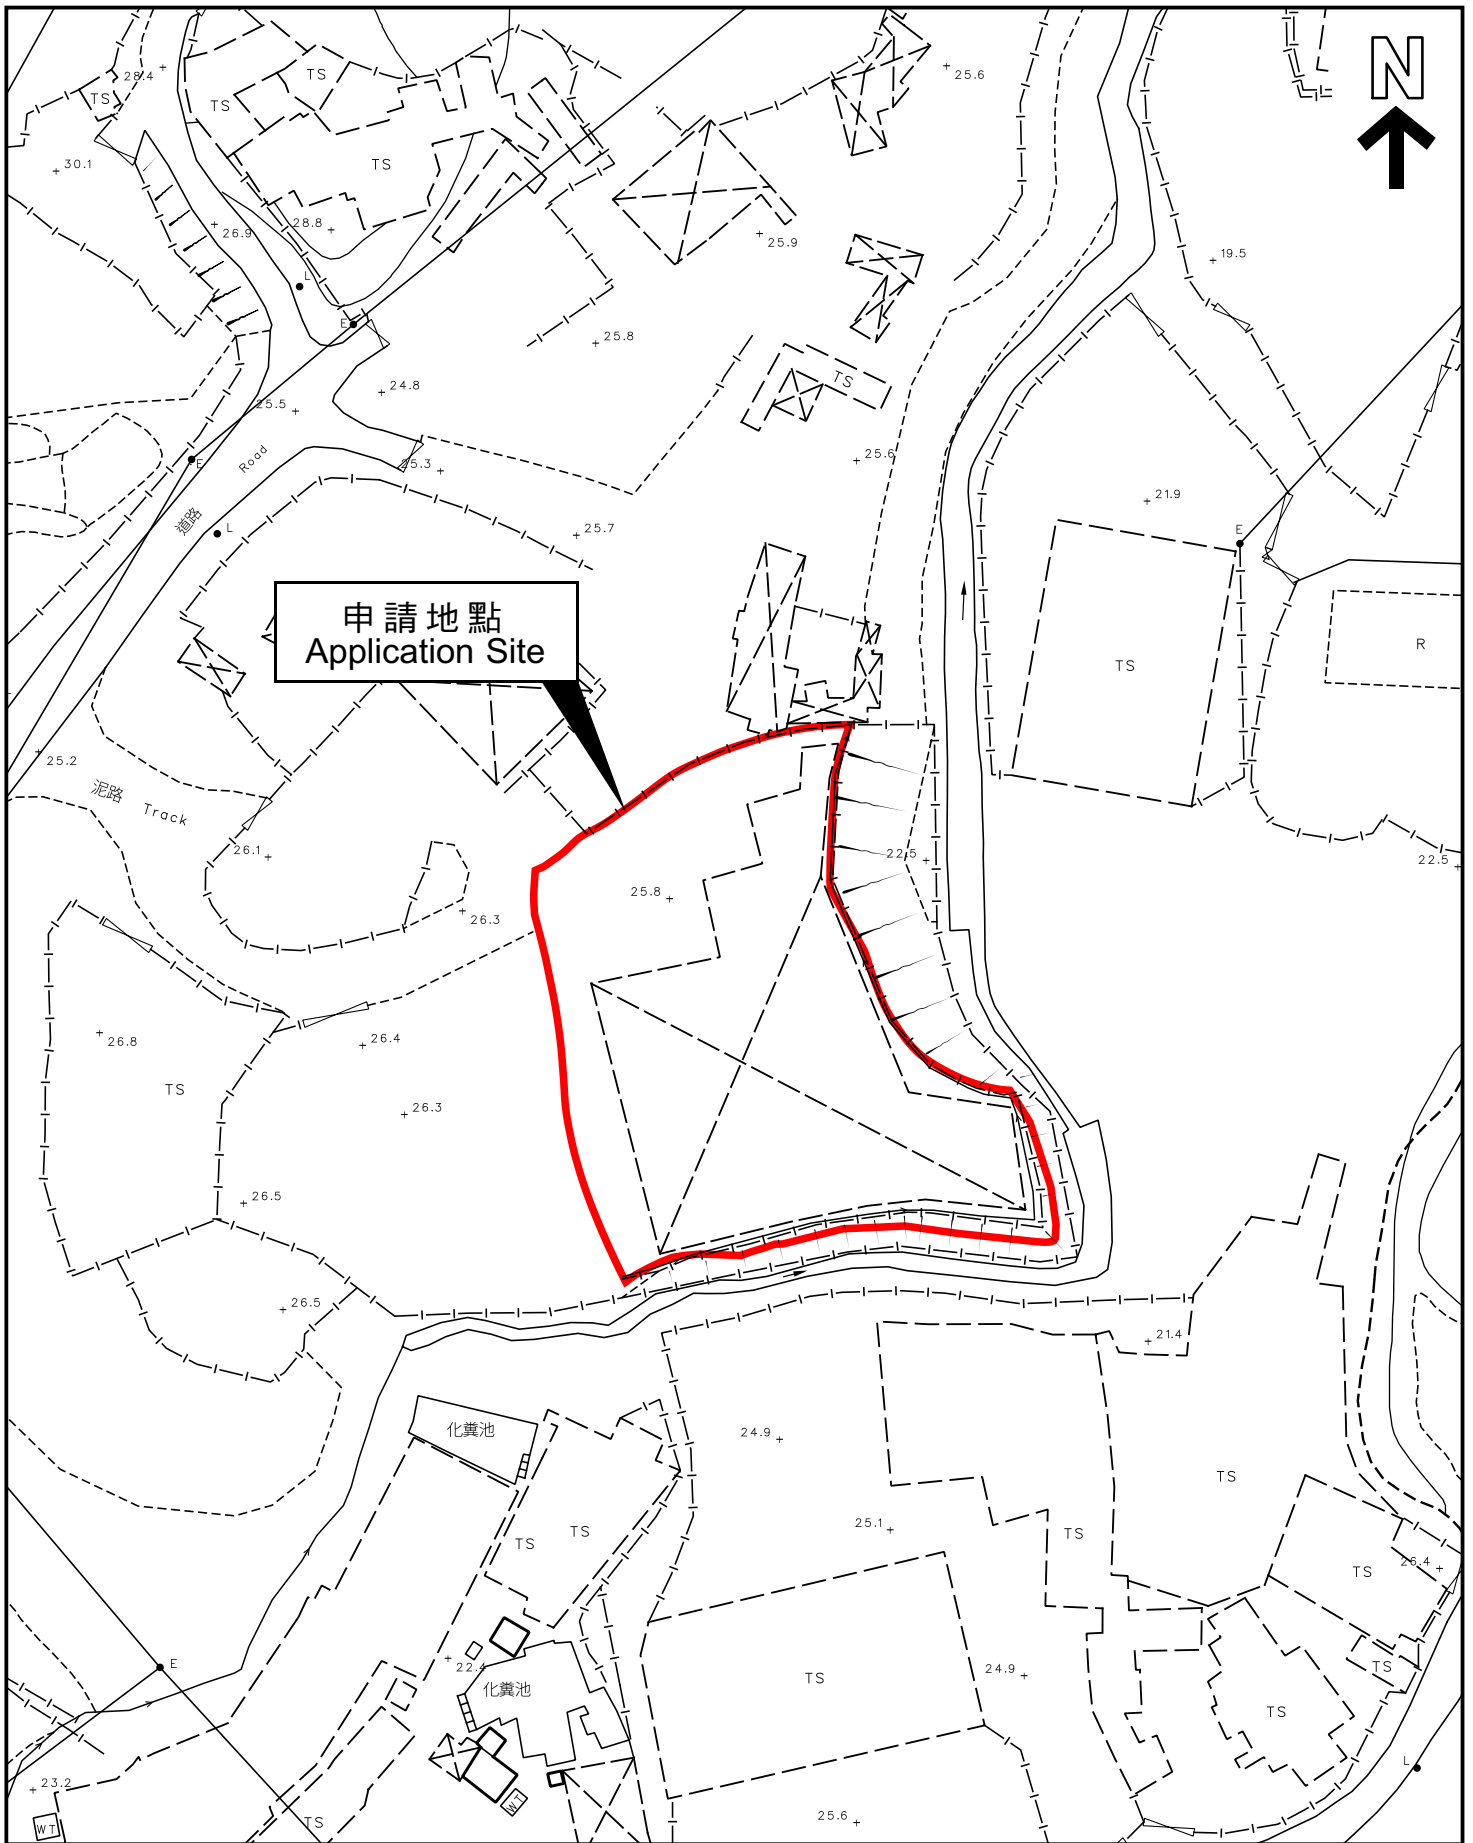 N
28.4
TS
TS
TS
25.6
30.1
TS
26.9
28.8
25.9
19.5
L
E
25.8
24.8
TS
25.5
Road
E
25.3
25.6
21.9
道路
L
25.7
E
申請地點
Application Site
TS
R
25.2
泥路 Track
26.1
22.5
22.5
25.8
26.3
26.8
26.4
TS
26.3
26.5
26.5
21.4
化糞池
24.9
TS
25.1
TS
TS
TS
TS
26.4
E
22.4
化糞池
TS
24.9
TS
TS
23.2
L
WT
TS
WT
25.6